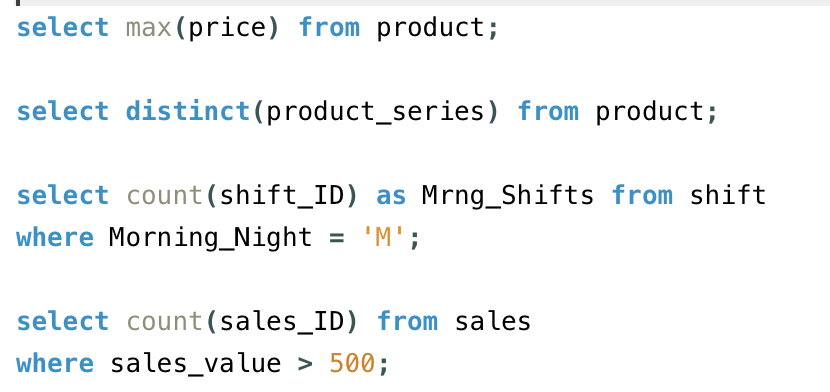 select max(price) from product;
select distinct(product_series) from product;
select count(shift_ID) as Mrng_Shifts from shift
where Morning_Night = 'M';
select count(sales_ID) from sales
where sales_value > 500;